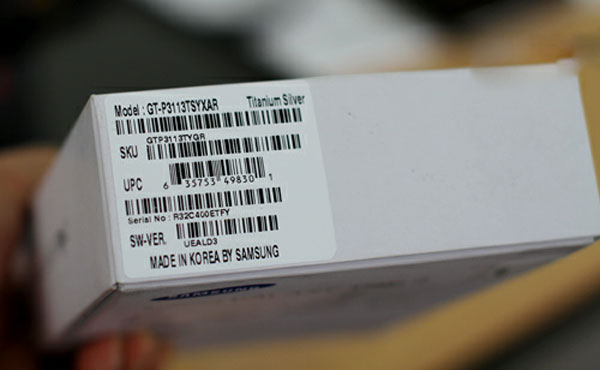 Model : GT-P3113TSYXAR Titanium Silver
SKU GTP3113TYGR
UPC 6 35753 49830 1
Serial No : R32C400ETFY
SW-VER. UEALD3
MADE IN KOREA BY SAMSUNG
SAMSUNG